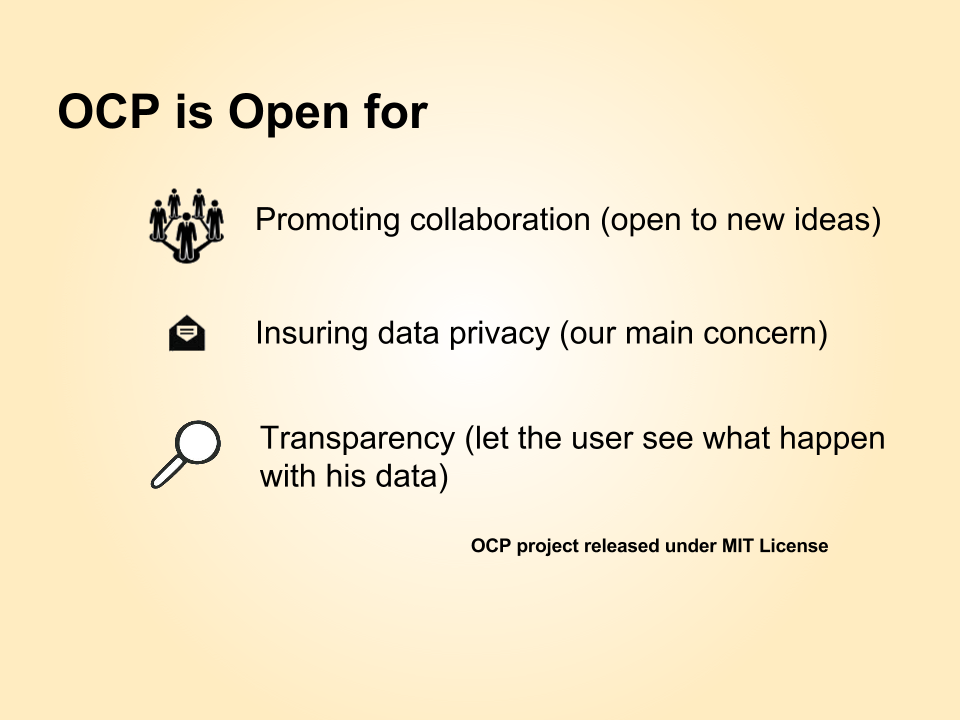 OCP is Open for
Promoting collaboration (open to new ideas)
Insuring data privacy (our main concern)
Transparency (let the user see what happen
with his data)
OCP project released under MIT License